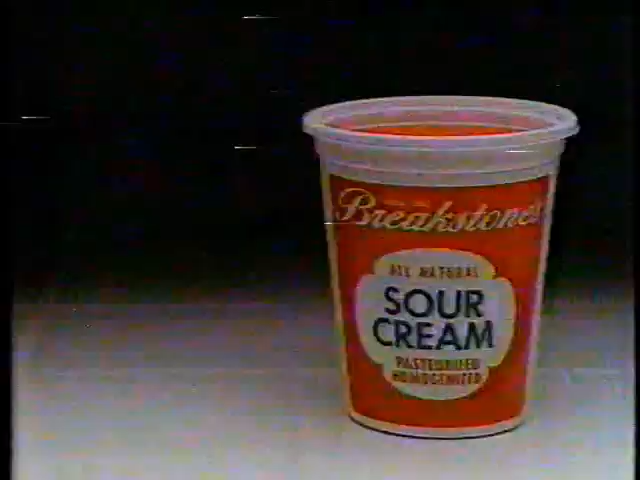 Breakstone's
ALL NATURAL
SOUR
CREAM
PASTEURIZED
HOMOGENIZED